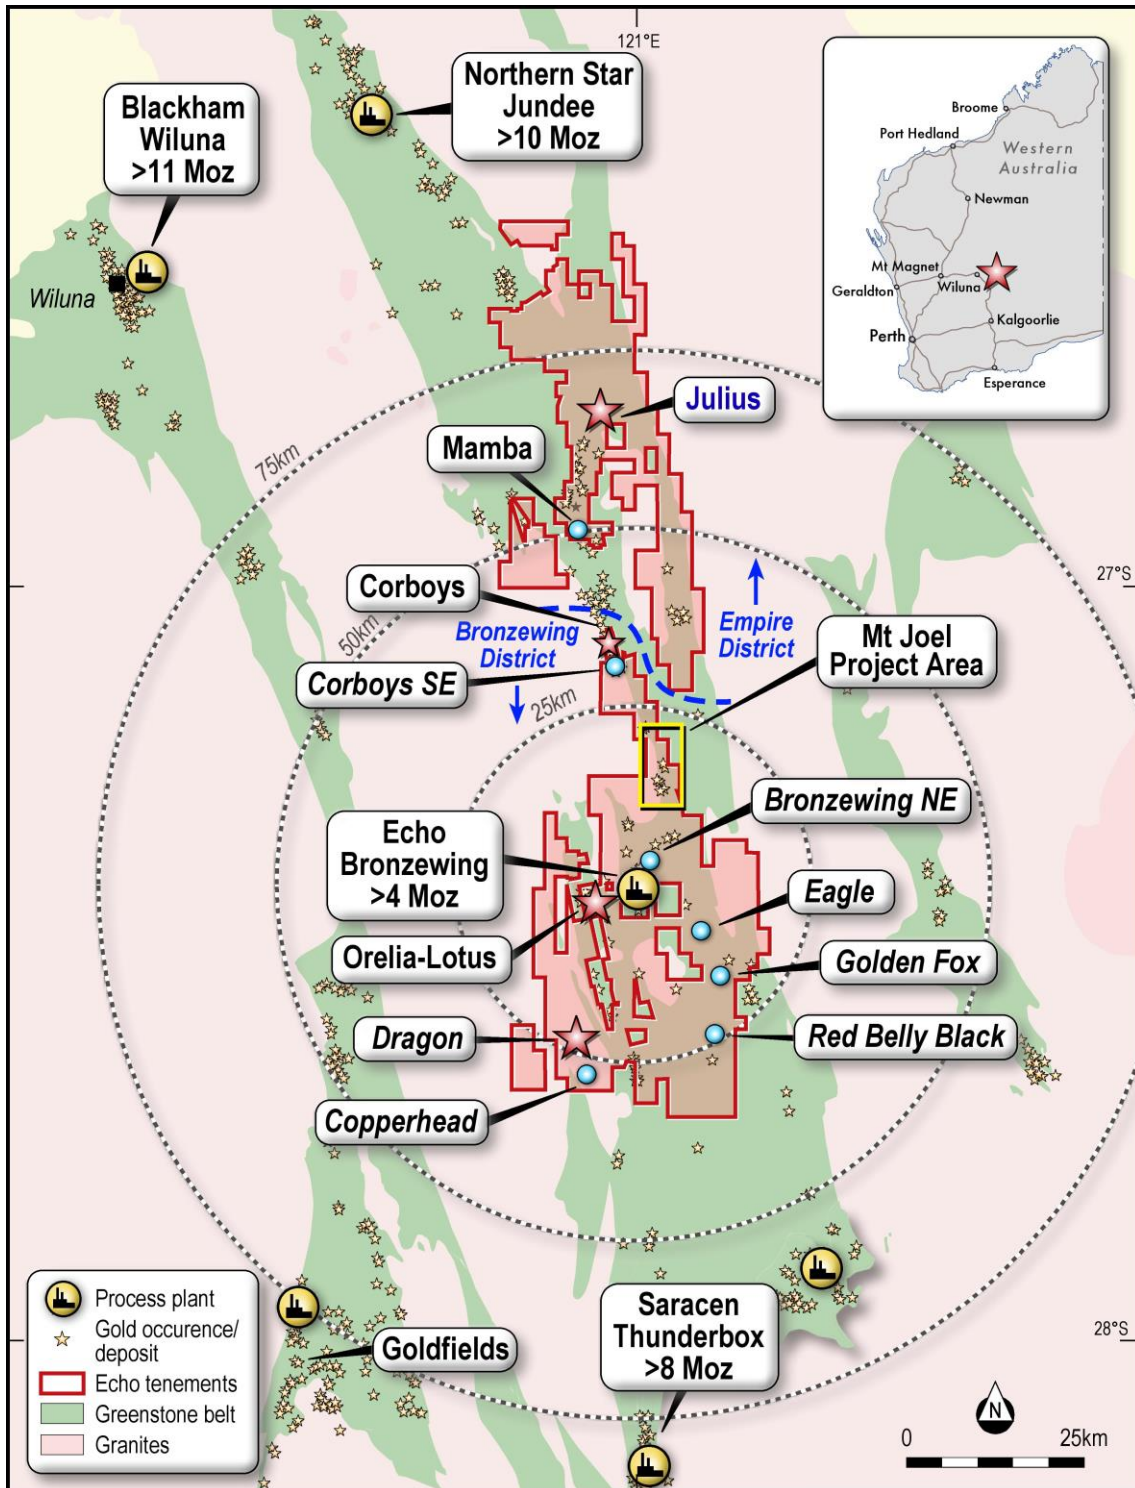 121°E
Northern Star
Jundee
>10 Moz
Blackham
Wiluna
>11 Moz
Wiluna
Broome
Port Hedland
Western
Australia
Newman
Mt Magnet
Wiluna
Geraldton
Kalgoorlie
Perth
Esperance
Julius
Mamba
75km
27°S
Corboys
50km
Bronzewing
District
Empire
District
Mt Joel
Project Area
Corboys SE
25km
Bronzewing NE
Echo
Bronzewing
>4 Moz
Eagle
Orelia-Lotus
Golden Fox
Dragon
Red Belly Black
Copperhead
Process plant
Gold occurence/
deposit
Echo tenements
Greenstone belt
Granites
Goldfields
Saracen
Thunderbox
>8 Moz
28°S
N
0 25km